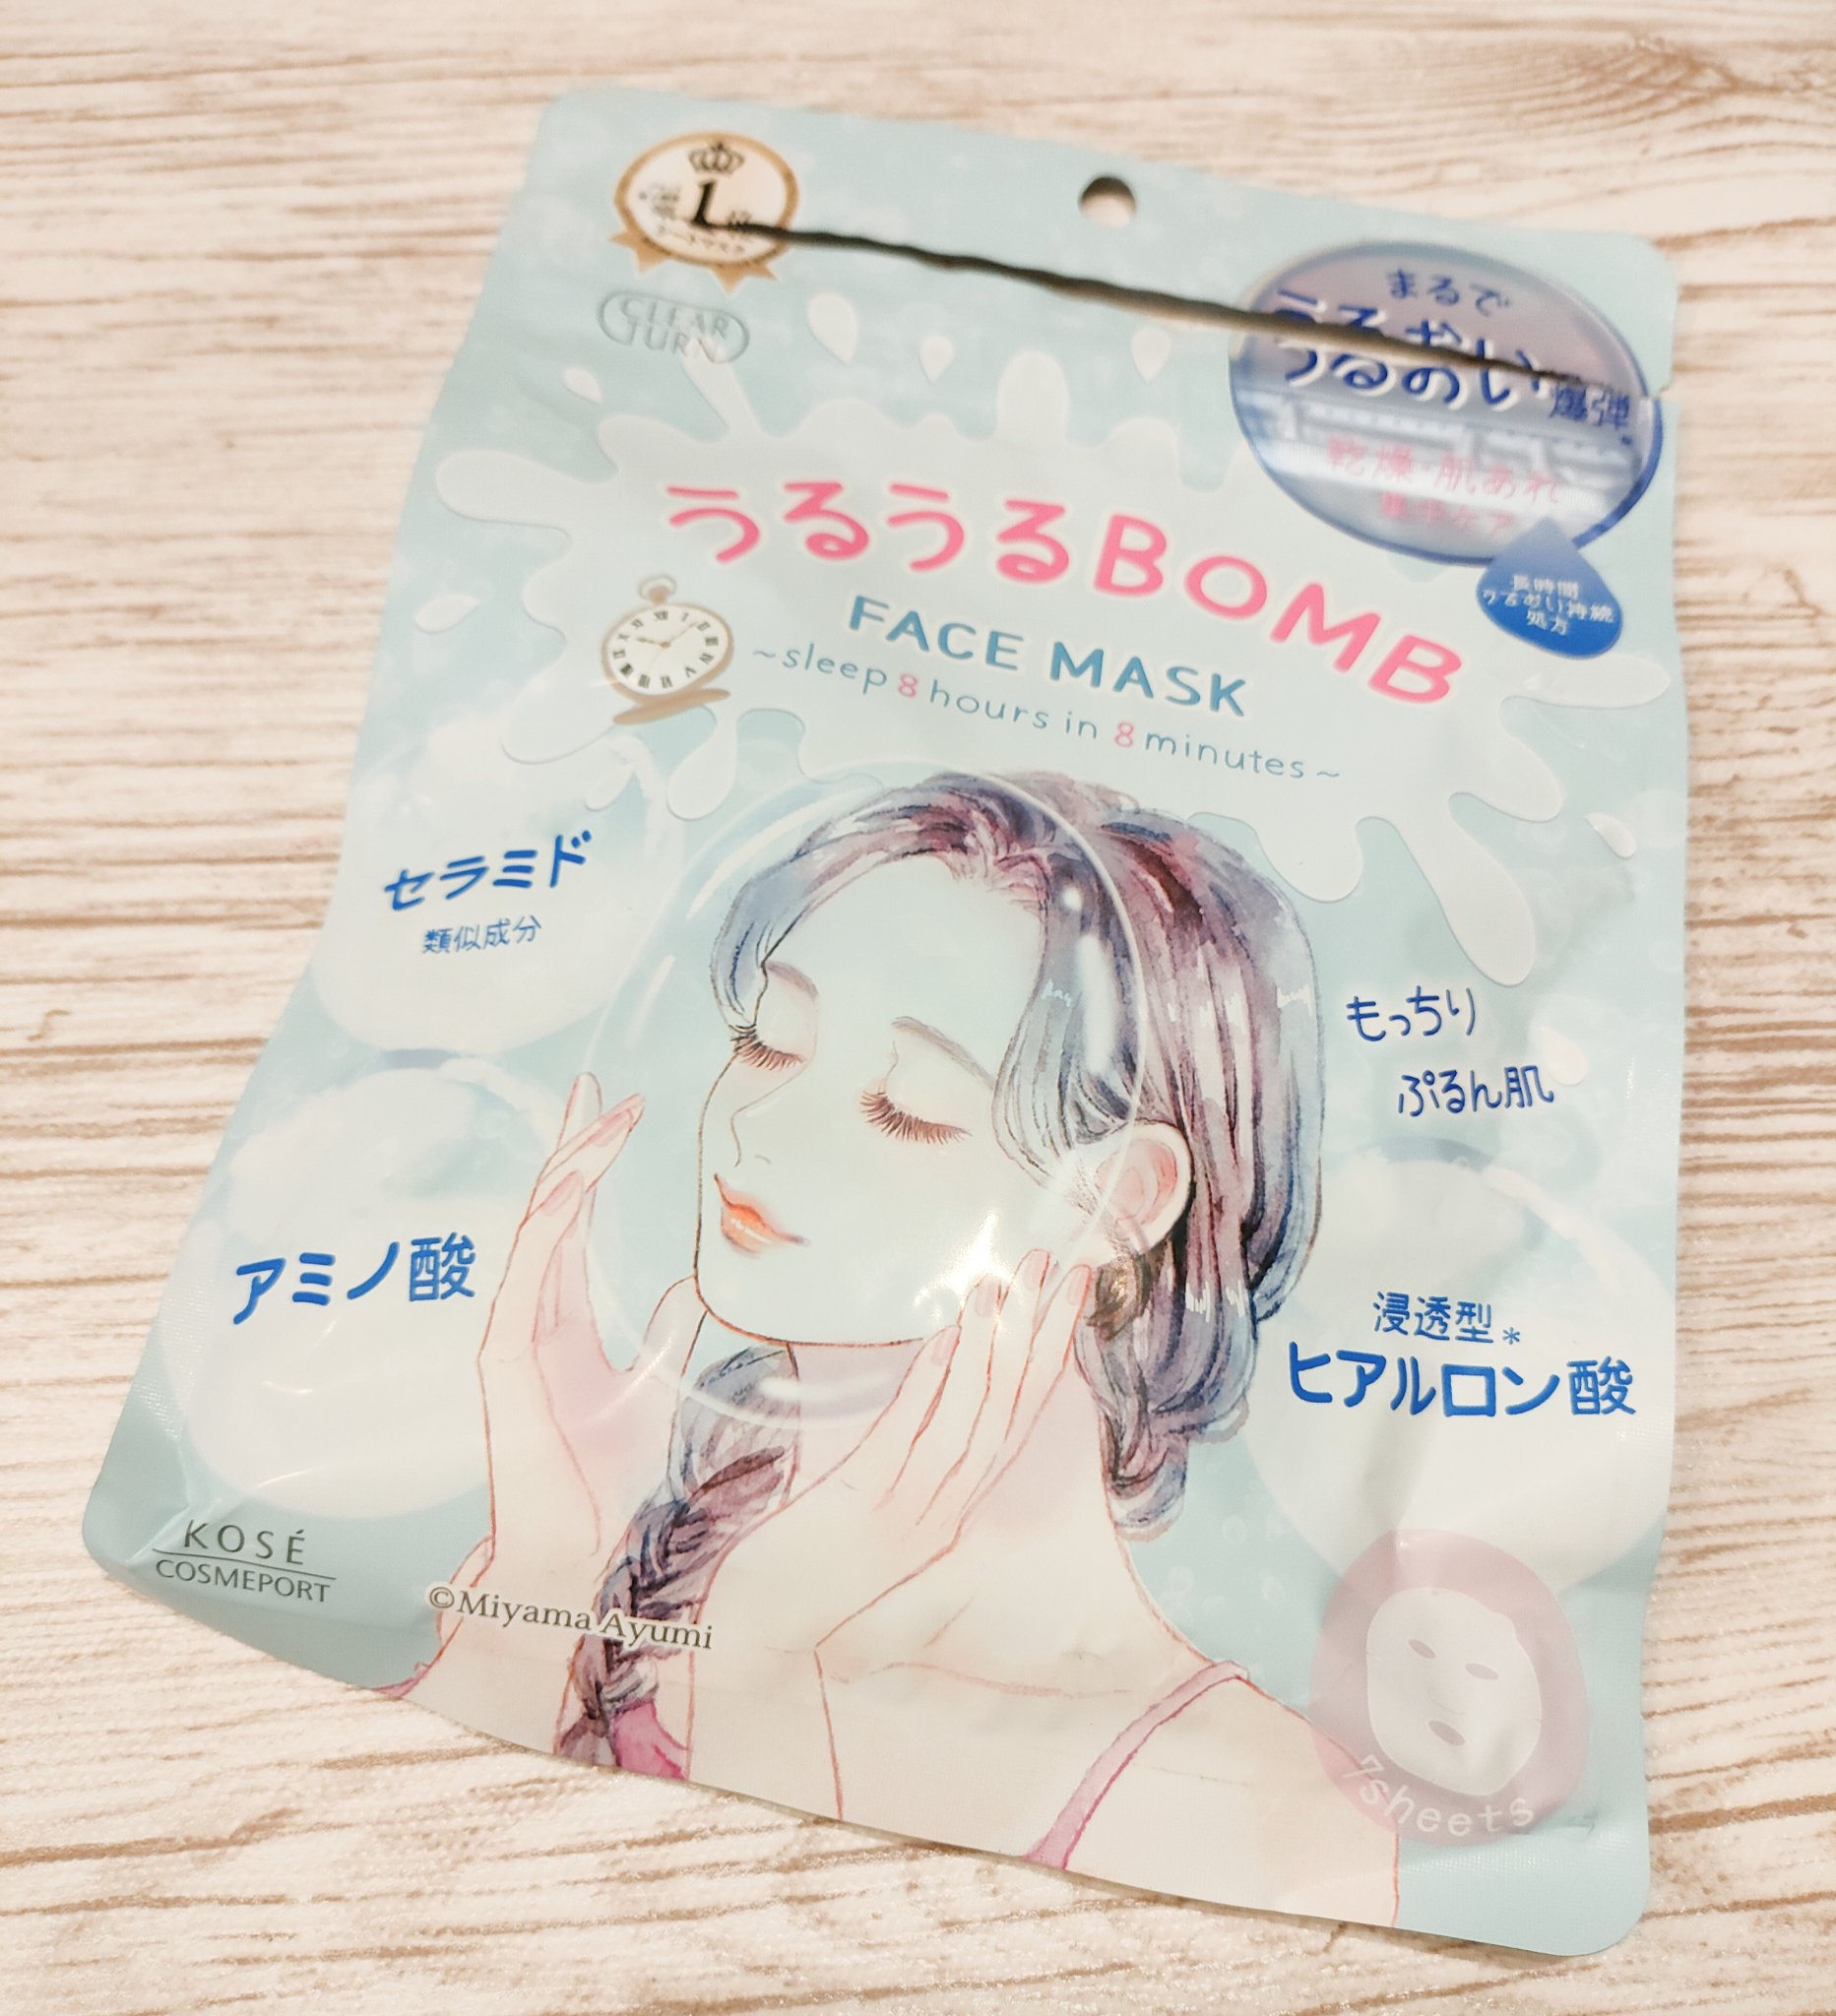 1
CLEAR
TURN
まるで
うるおい爆弾
乾燥・肌あれ
集中ケア
長時間
うるおい持続
処方
うるうるBOMB
FACE MASK
~sleep 8 hours in 8 minutes~
セラミド
類似成分
もっちり
ぷるん肌
アミノ酸
浸透型*
ヒアルロン酸
KOSÉ
COSMEPORT
©Miyama Ayumi
7sheets